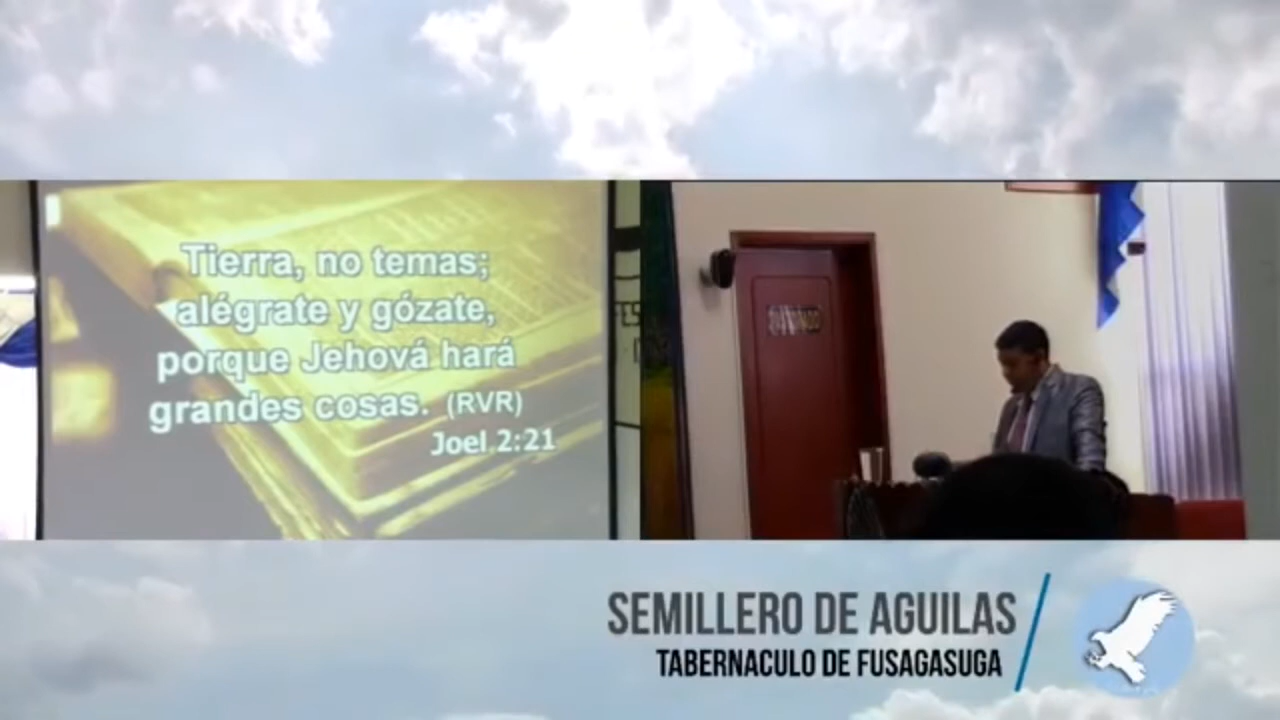 Tierra, no temas;
alégrate y gózate,
porque Jehová hará
grandes cosas. (RVR)
Joel 2:21
SEMILLERO DE AGUILAS
TABERNACULO DE FUSAGASUGA